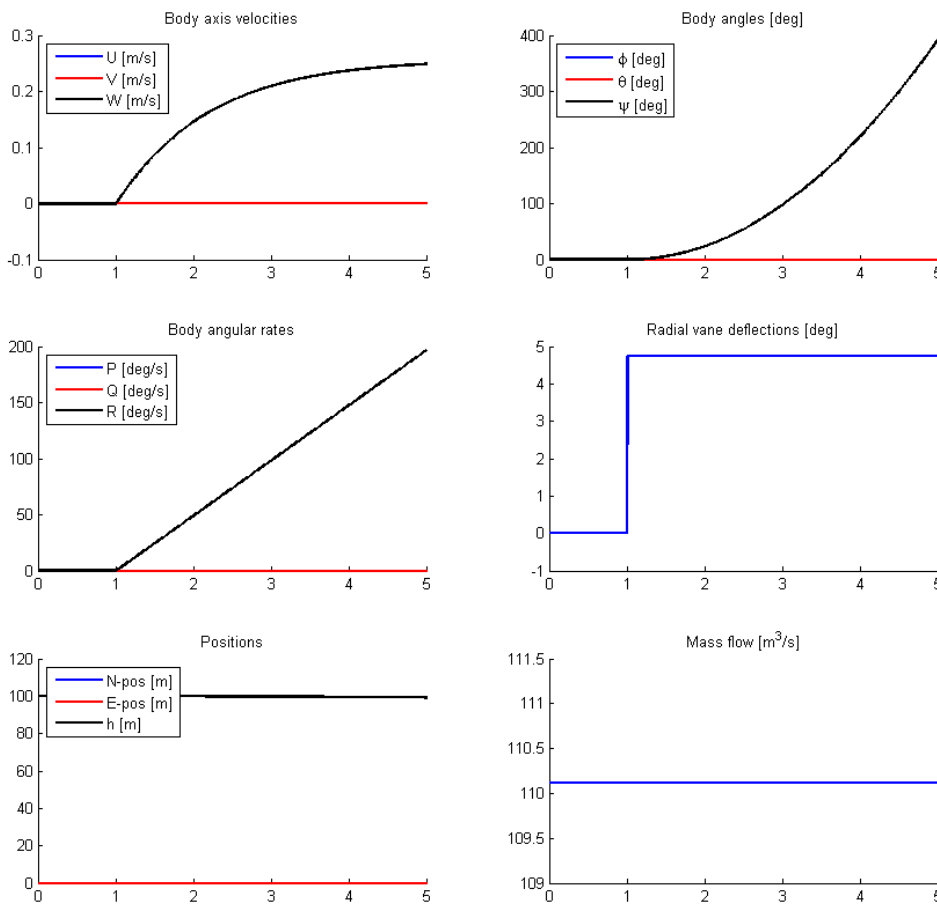 Body axis velocities
0.3
0.2
0.1
0
-0.1
U [m/s]
V [m/s]
W [m/s]
0 1 2 3 4 5
Body angles [deg]
400
300
200
100
0
ϕ [deg]
θ [deg]
ψ [deg]
0 1 2 3 4 5
Body angular rates
200
150
100
50
0
P [deg/s]
Q [deg/s]
R [deg/s]
0 1 2 3 4 5
Radial vane deflections [deg]
5
4
3
2
1
0
-1
0 1 2 3 4 5
Positions
120
100
80
60
40
20
0
N-pos [m]
E-pos [m]
h [m]
0 1 2 3 4 5
Mass flow [m³/s]
111.5
111
110.5
110
109.5
109
0 1 2 3 4 5